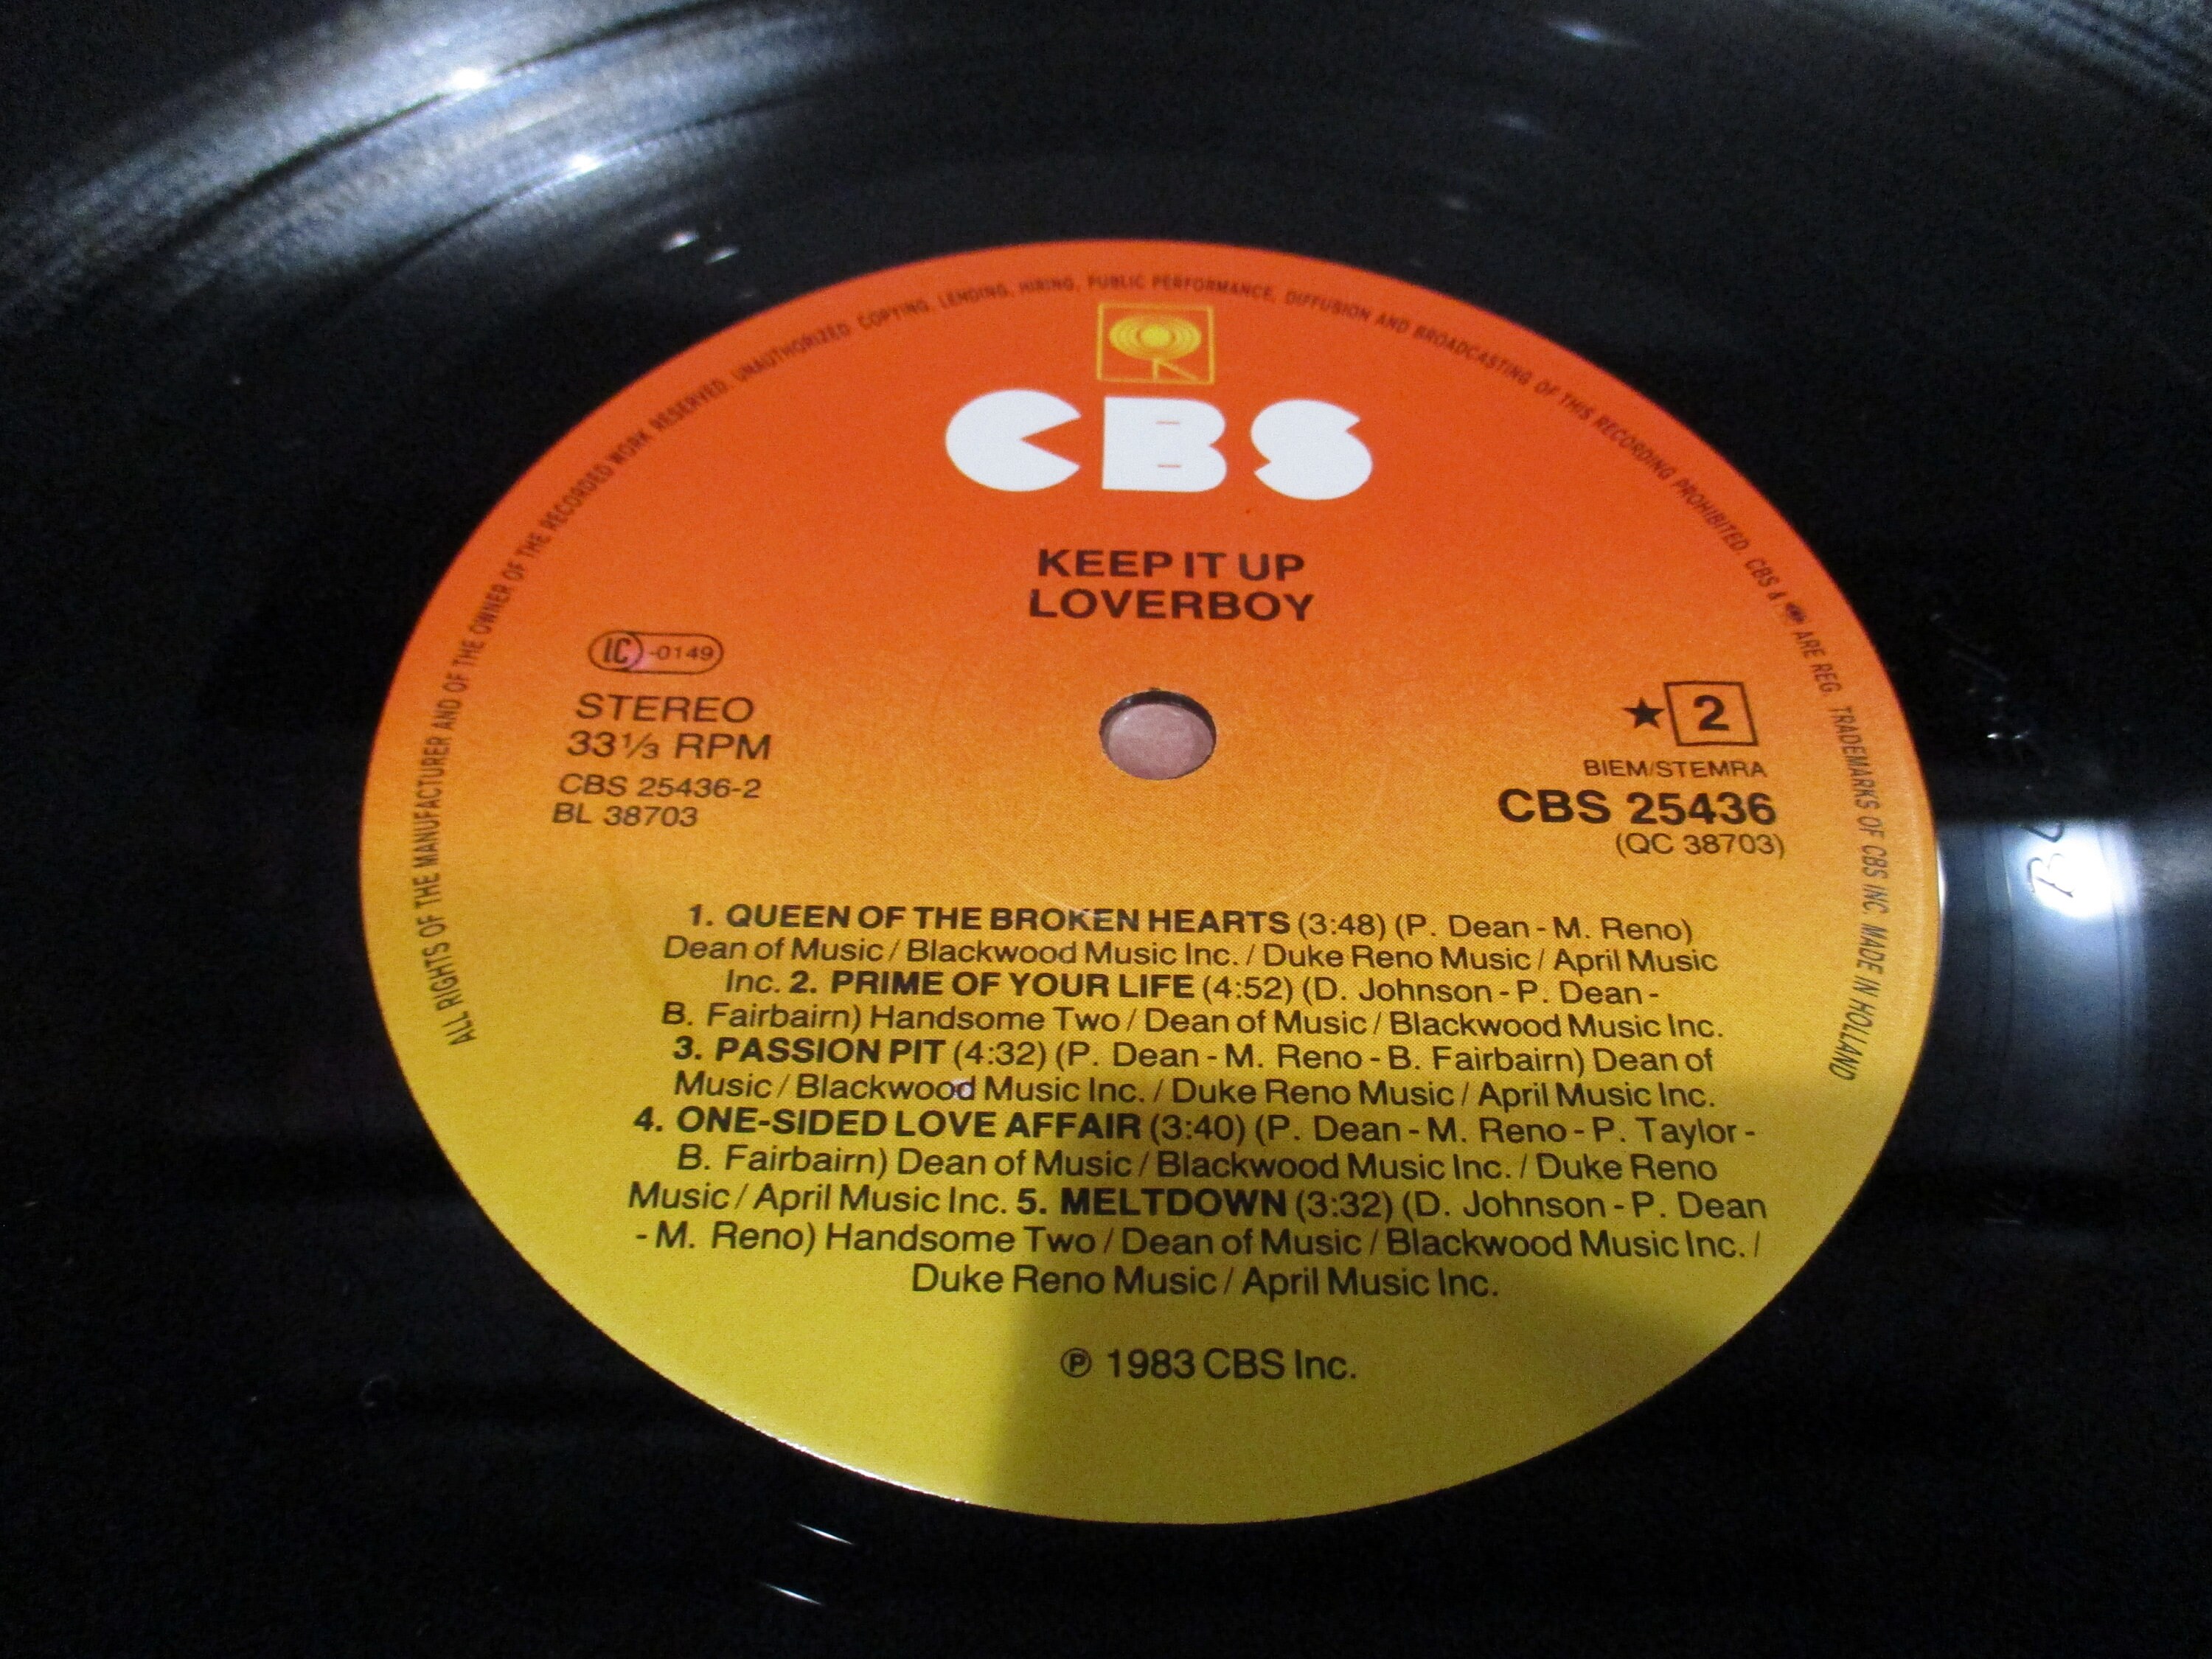 ALL RIGHTS OF THE MANUFACTURER AND OF THE OWNER OF THE RECORDED WORK RESERVED. UNAUTHORIZED COPYING, LENDING, HIRING, PUBLIC PERFORMANCE, DIFFUSION AND BROADCASTING OF THIS RECORDING PROHIBITED. CBS & ARE REG. TRADEMARKS OF CBS INC. MADE IN HOLLAND
CBS
KEEP IT UP
LOVERBOY
LC -0149
STEREO
33⅓ RPM
CBS 25436-2
BL 38703
★ 2
BIEM/STEMRA
CBS 25436
(QC 38703)
1. QUEEN OF THE BROKEN HEARTS (3:48) (P. Dean - M. Reno)
Dean of Music / Blackwood Music Inc. / Duke Reno Music / April Music
Inc. 2. PRIME OF YOUR LIFE (4:52) (D. Johnson - P. Dean -
B. Fairbairn) Handsome Two / Dean of Music / Blackwood Music Inc.
3. PASSION PIT (4:32) (P. Dean - M. Reno - B. Fairbairn) Dean of
Music / Blackwood Music Inc. / Duke Reno Music / April Music Inc.
4. ONE-SIDED LOVE AFFAIR (3:40) (P. Dean - M. Reno - P. Taylor -
B. Fairbairn) Dean of Music / Blackwood Music Inc. / Duke Reno
Music / April Music Inc. 5. MELTDOWN (3:32) (D. Johnson - P. Dean
- M. Reno) Handsome Two / Dean of Music / Blackwood Music Inc. /
Duke Reno Music / April Music Inc.
℗ 1983 CBS Inc.